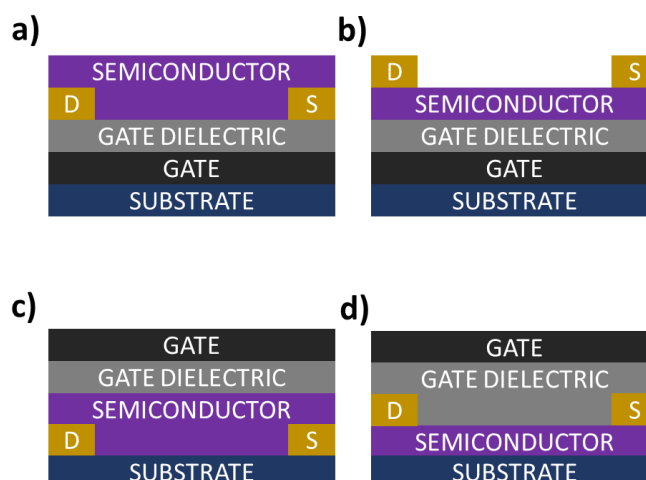 a)
SEMICONDUCTOR
D S
GATE DIELECTRIC
GATE
SUBSTRATE
b)
D S
SEMICONDUCTOR
GATE DIELECTRIC
GATE
SUBSTRATE
c)
GATE
GATE DIELECTRIC
SEMICONDUCTOR
D S
SUBSTRATE
d)
GATE
GATE DIELECTRIC
D S
SEMICONDUCTOR
SUBSTRATE